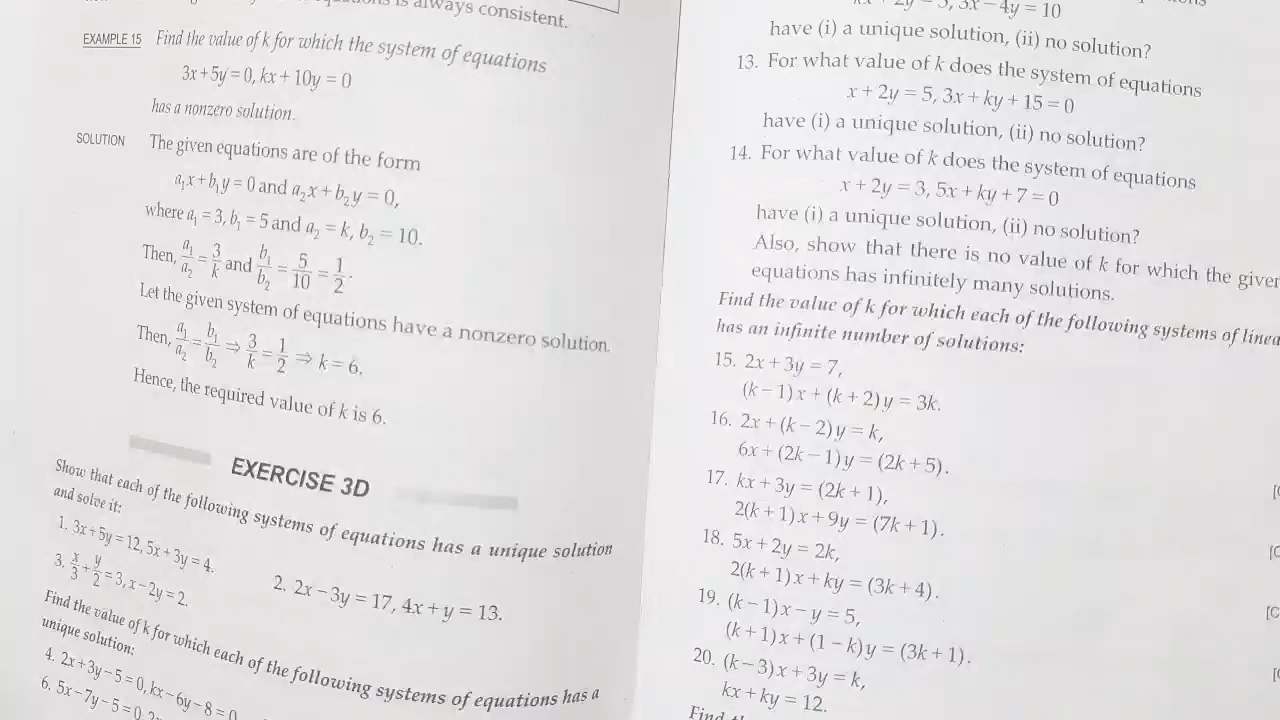 is always consistent.
EXAMPLE 15 Find the value of k for which the system of equations
3x + 5y = 0, kx + 10y = 0
has a nonzero solution.
SOLUTION The given equations are of the form
a₁x + b₁y = 0 and a₂x + b₂y = 0,
where a₁ = 3, b₁ = 5 and a₂ = k, b₂ = 10.
Then, a₁/a₂ = 3/k and b₁/b₂ = 5/10 = 1/2.
Let the given system of equations have a nonzero solution.
Then, a₁/a₂ = b₁/b₂ ⇒ 3/k = 1/2 ⇒ k = 6.
Hence, the required value of k is 6.
EXERCISE 3D
Show that each of the following systems of equations has a unique solution
and solve it:
1. 3x + 5y = 12, 5x + 3y = 4.
2. 2x − 3y = 17, 4x + y = 13.
3. x/3 + y/2 = 3, x − 2y = 2.
Find the value of k for which each of the following systems of equations has a
unique solution:
4. 2x + 3y − 5 = 0, kx − 6y − 8 = 0
6. 5x − 7y − 5 = 0,
3x − 4y = 10
have (i) a unique solution, (ii) no solution?
13. For what value of k does the system of equations
x + 2y = 5, 3x + ky + 15 = 0
have (i) a unique solution, (ii) no solution?
14. For what value of k does the system of equations
x + 2y = 3, 5x + ky + 7 = 0
have (i) a unique solution, (ii) no solution?
Also, show that there is no value of k for which the given
equations has infinitely many solutions.
Find the value of k for which each of the following systems of linea
has an infinite number of solutions:
15. 2x + 3y = 7,
(k − 1)x + (k + 2)y = 3k.
16. 2x + (k − 2)y = k,
6x + (2k − 1)y = (2k + 5).
17. kx + 3y = (2k + 1),
2(k + 1)x + 9y = (7k + 1).
18. 5x + 2y = 2k,
2(k + 1)x + ky = (3k + 4).
19. (k − 1)x − y = 5,
(k + 1)x + (1 − k)y = (3k + 1).
20. (k − 3)x + 3y = k,
kx + ky = 12.
Find